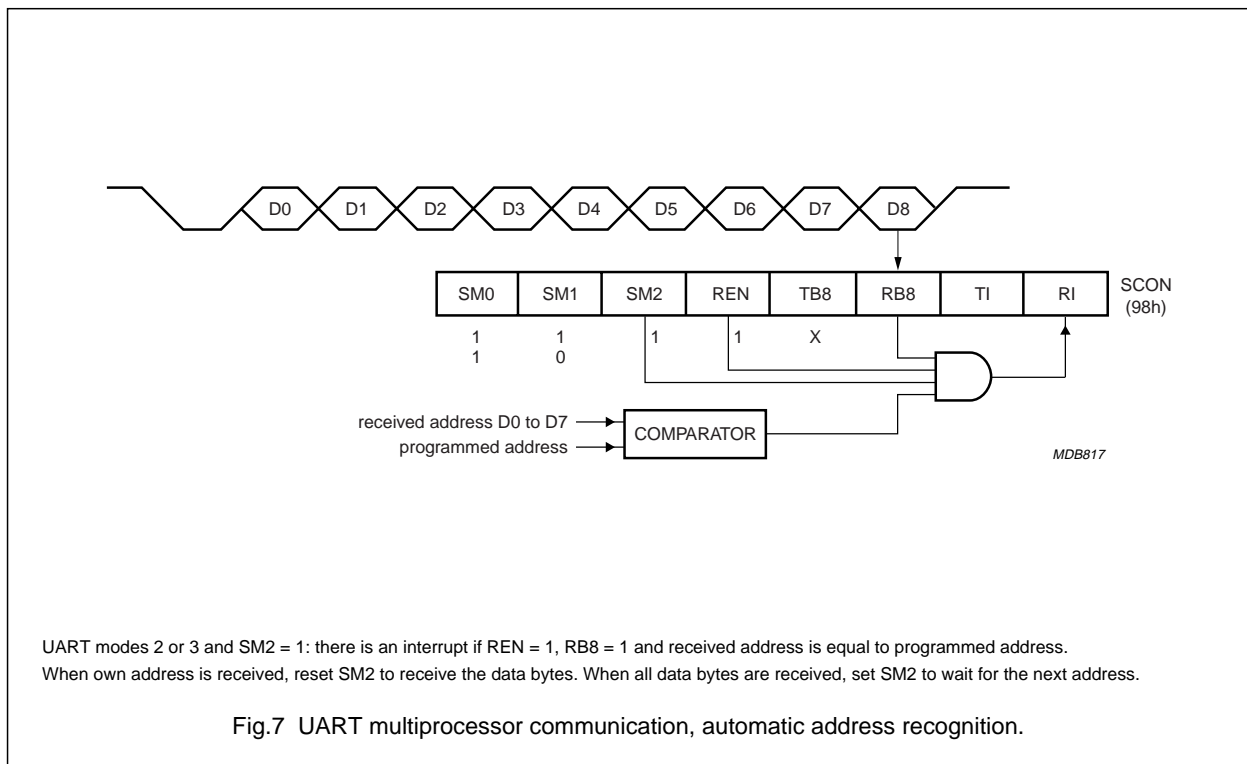 D0 D1 D2 D3 D4 D5 D6 D7 D8
SM0 SM1 SM2 REN TB8 RB8 TI RI SCON
(98h)
1 1 1 1 X
1 0
received address D0 to D7
programmed address
COMPARATOR
MDB817
UART modes 2 or 3 and SM2 = 1: there is an interrupt if REN = 1, RB8 = 1 and received address is equal to programmed address.
When own address is received, reset SM2 to receive the data bytes. When all data bytes are received, set SM2 to wait for the next address.
Fig.7 UART multiprocessor communication, automatic address recognition.